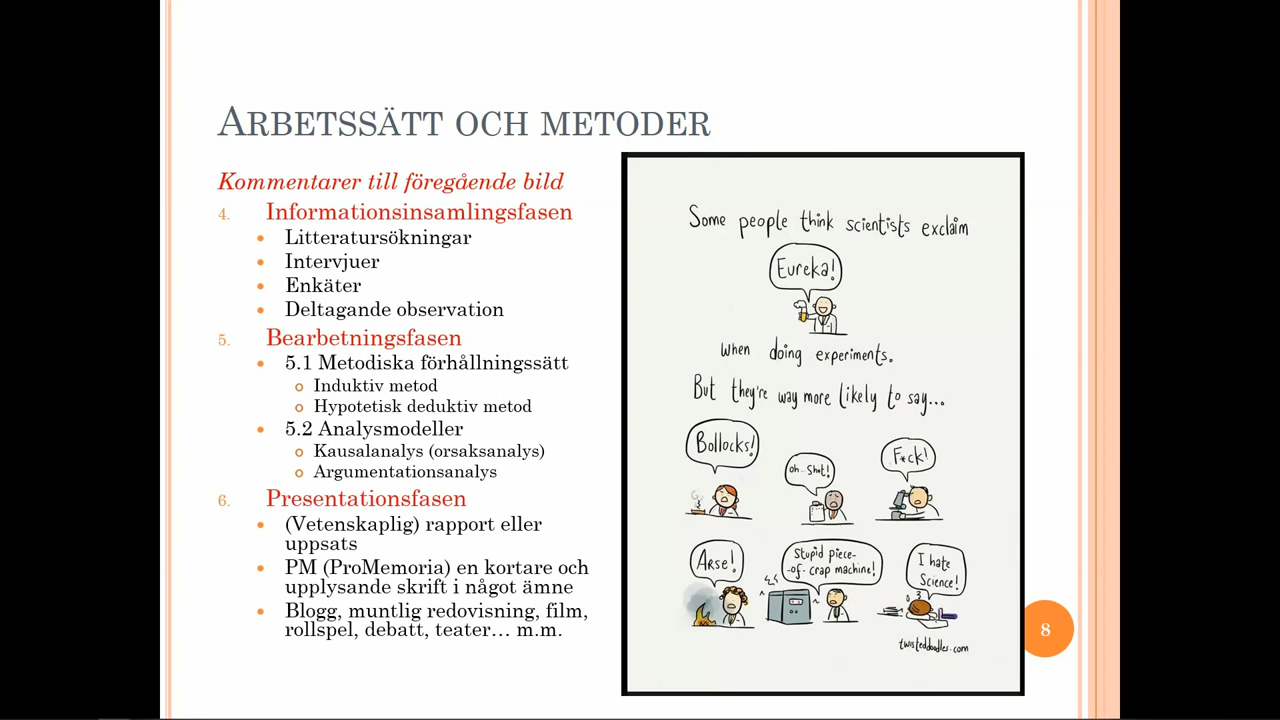 ARBETSSÄTT OCH METODER
Kommentarer till föregående bild
4. Informationsinsamlingsfasen
• Litteratursökningar
• Intervjuer
• Enkäter
• Deltagande observation
5. Bearbetningsfasen
• 5.1 Metodiska förhållningssätt
o Induktiv metod
o Hypotetisk deduktiv metod
• 5.2 Analysmodeller
o Kausalanalys (orsaksanalys)
o Argumentationsanalys
6. Presentationsfasen
• (Vetenskaplig) rapport eller
uppsats
• PM (ProMemoria) en kortare och
upplysande skrift i något ämne
• Blogg, muntlig redovisning, film,
rollspel, debatt, teater… m.m.
Some people think scientists exclaim
Eureka!
when doing experiments.
But they're way more likely to say...
Bollocks!
oh Shit!
F*ck!
Arse!
Stupid piece-
-of-crap machine!
I hate
Science!
twisteddoodles.com
8